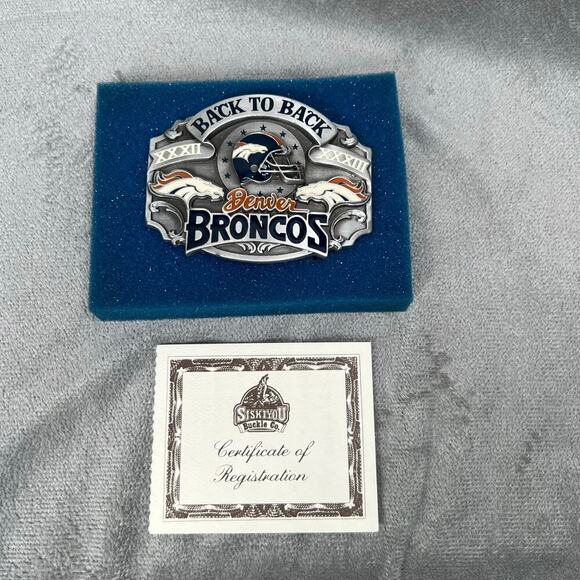 BACK TO BACK
XXXII XXXIII
Denver
BRONCOS
SISKIYOU
Buckle Co.
Certificate of
Registration